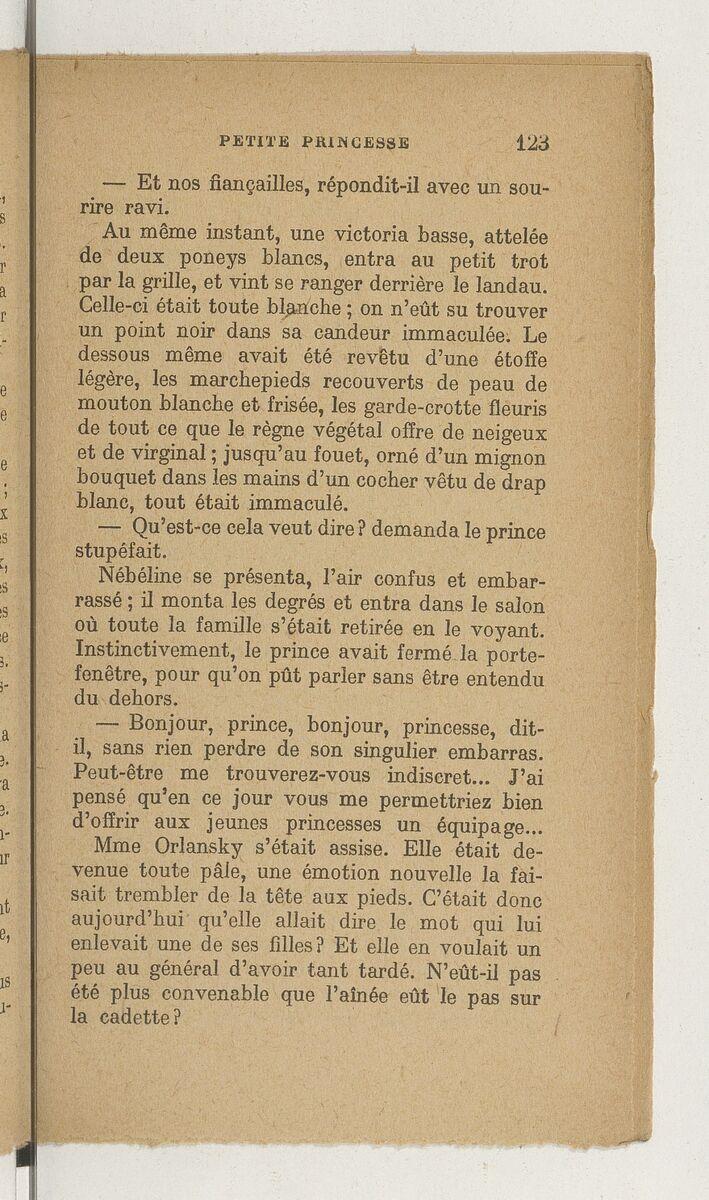 PETITE PRINCESSE 123
— Et nos fiançailles, répondit-il avec un sou-
rire ravi.
Au même instant, une victoria basse, attelée
de deux poneys blancs, entra au petit trot
par la grille, et vint se ranger derrière le landau.
Celle-ci était toute blanche ; on n'eût su trouver
un point noir dans sa candeur immaculée. Le
dessous même avait été revêtu d'une étoffe
légère, les marchepieds recouverts de peau de
mouton blanche et frisée, les garde-crotte fleuris
de tout ce que le règne végétal offre de neigeux
et de virginal ; jusqu'au fouet, orné d'un mignon
bouquet dans les mains d'un cocher vêtu de drap
blanc, tout était immaculé.
— Qu'est-ce cela veut dire ? demanda le prince
stupéfait.
Nébéline se présenta, l'air confus et embar-
rassé ; il monta les degrés et entra dans le salon
où toute la famille s'était retirée en le voyant.
Instinctivement, le prince avait fermé la porte-
fenêtre, pour qu'on pût parler sans être entendu
du dehors.
— Bonjour, prince, bonjour, princesse, dit-
il, sans rien perdre de son singulier embarras.
Peut-être me trouverez-vous indiscret... J'ai
pensé qu'en ce jour vous me permettriez bien
d'offrir aux jeunes princesses un équipage...
Mme Orlansky s'était assise. Elle était de-
venue toute pâle, une émotion nouvelle la fai-
sait trembler de la tête aux pieds. C'était donc
aujourd'hui qu'elle allait dire le mot qui lui
enlevait une de ses filles ? Et elle en voulait un
peu au général d'avoir tant tardé. N'eût-il pas
été plus convenable que l'aînée eût le pas sur
la cadette ?